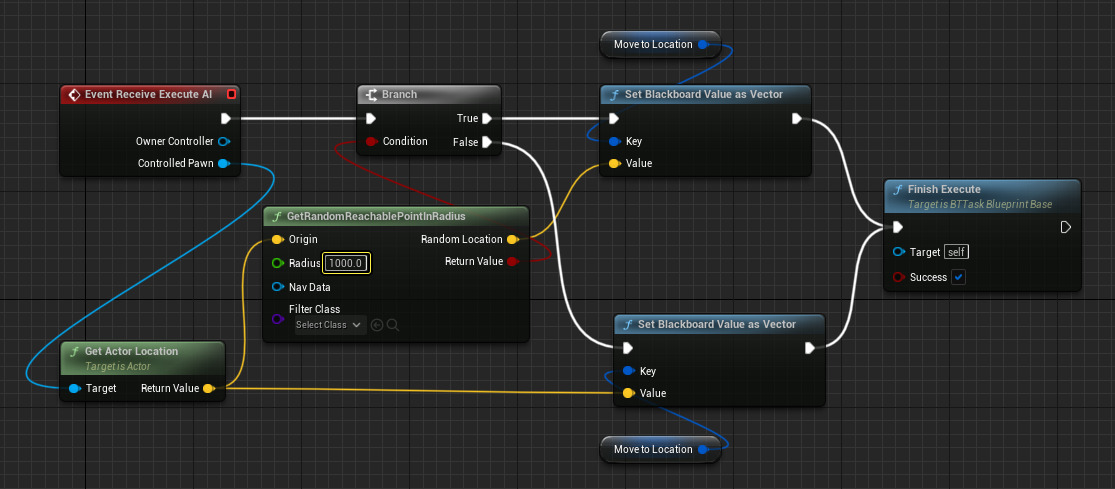 Move to Location
Event Receive Execute AI
Branch
Set Blackboard Value as Vector
True
Owner Controller
Condition
False
Key
Controlled Pawn
Value
Finish Execute
Target is BTTask Blueprint Base
GetRandomReachablePointInRadius
Origin
Random Location
Radius
1000.0
Return Value
Target
self
Nav Data
Success
Filter Class
Select Class
Set Blackboard Value as Vector
Get Actor Location
Target is Actor
Key
Target
Return Value
Value
Move to Location